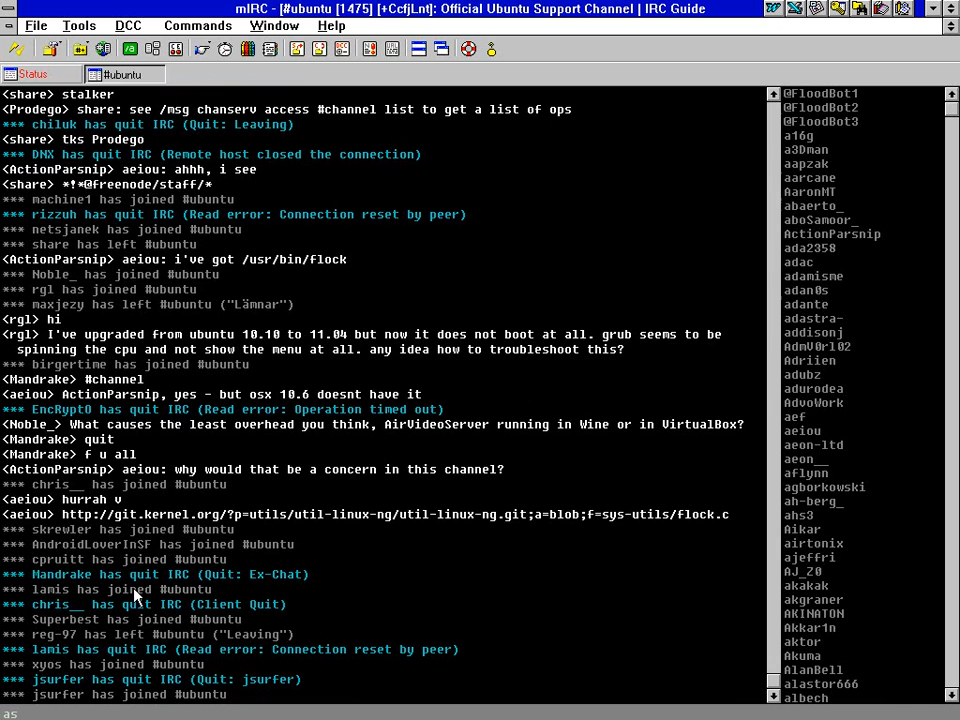 mIRC - [#ubuntu [1475] [+CcfjLnt]: Official Ubuntu Support Channel | IRC Guide
File Tools DCC Commands Window Help
Status #ubuntu
<share> stalker
<Prodego> share: see /msg chanserv access #channel list to get a list of ops
*** chiluk has quit IRC (Quit: Leaving)
<share> tks Prodego
*** DNX has quit IRC (Remote host closed the connection)
<ActionParsnip> aeiou: ahhh, i see
<share> *!*@freenode/staff/*
*** machine1 has joined #ubuntu
*** rizzuh has quit IRC (Read error: Connection reset by peer)
*** netsjanek has joined #ubuntu
*** share has left #ubuntu
<ActionParsnip> aeiou: i've got /usr/bin/flock
*** Noble_ has joined #ubuntu
*** rgl has joined #ubuntu
*** maxjezy has left #ubuntu ("Lämnar")
<rgl> hi
<rgl> I've upgraded from ubuntu 10.10 to 11.04 but now it does not boot at all. grub seems to be
spinning the cpu and not show the menu at all. any idea how to troubleshoot this?
*** birgertime has joined #ubuntu
<Mandrake> #channel
<aeiou> ActionParsnip, yes - but osx 10.6 doesnt have it
*** EncryptO has quit IRC (Read error: Operation timed out)
<Noble_> What causes the least overhead you think, AirVideoServer running in Wine or in VirtualBox?
<Mandrake> quit
<Mandrake> f u all
<ActionParsnip> aeiou: why would that be a concern in this channel?
*** chris__ has joined #ubuntu
<aeiou> hurrah v
<aeiou> http://git.kernel.org/?p=utils/util-linux-ng/util-linux-ng.git;a=blob;f=sys-utils/flock.c
*** skrewler has joined #ubuntu
*** AndroidLoverInSF has joined #ubuntu
*** cpruitt has joined #ubuntu
*** Mandrake has quit IRC (Quit: Ex-Chat)
*** lamis has joined #ubuntu
*** chris__ has quit IRC (Client Quit)
*** Superbest has joined #ubuntu
*** reg-97 has left #ubuntu ("Leaving")
*** lamis has quit IRC (Read error: Connection reset by peer)
*** xyos has joined #ubuntu
*** jsurfer has quit IRC (Quit: jsurfer)
*** jsurfer has joined #ubuntu
@FloodBot1
@FloodBot2
@FloodBot3
a16g
a3Dman
aapzak
aarcane
AaronMT
abaerto_
aboSamoor_
ActionParsnip
ada2358
adac
adamisme
adan0s
adante
adastra-
addisonj
AdmV0rl02
Adriien
adubz
adurodea
AdvoWork
aef
aeiou
aeon-ltd
aeon__
aflynn
agborkowski
ah-berg_
ahs3
Aikar
airtonix
ajeffri
AJ_Z0
akakak
akgraner
AKINATON
Akkar1n
aktor
Akuma
AlanBell
alastor666
albech
as